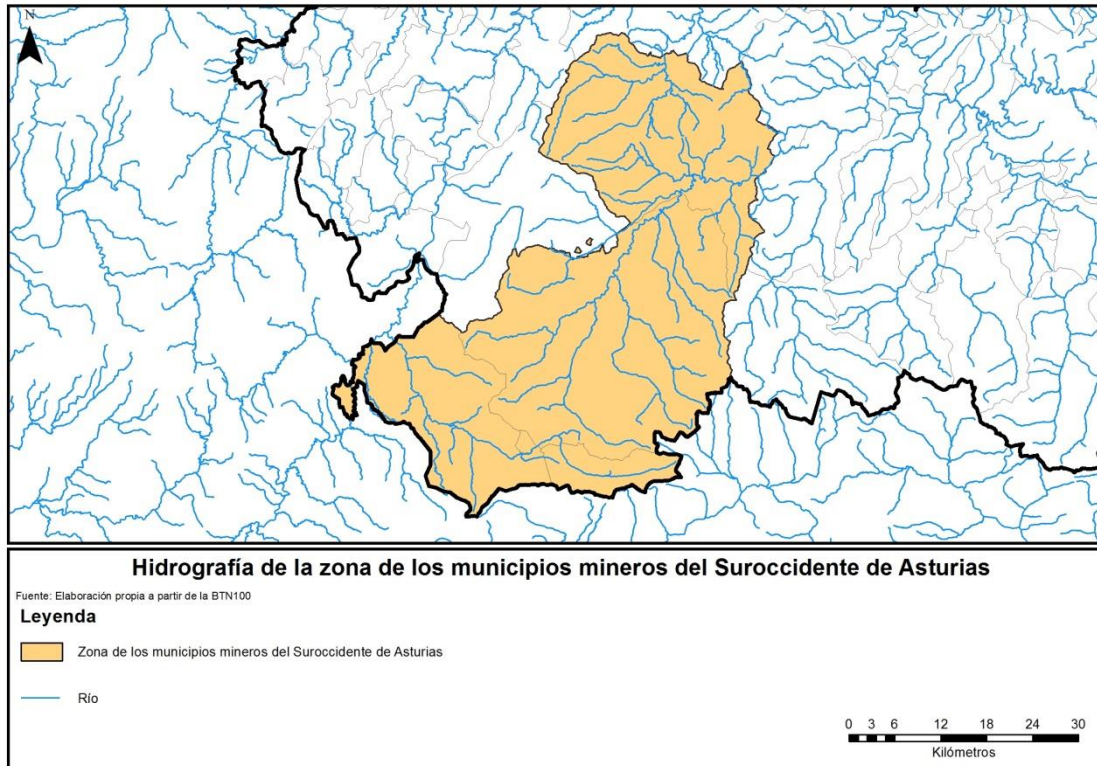 N
Hidrografía de la zona de los municipios mineros del Suroccidente de Asturias
Fuente: Elaboración propia a partir de la BTN100
Leyenda
Zona de los municipios mineros del Suroccidente de Asturias
Río
0 3 6 12 18 24 30
Kilómetros